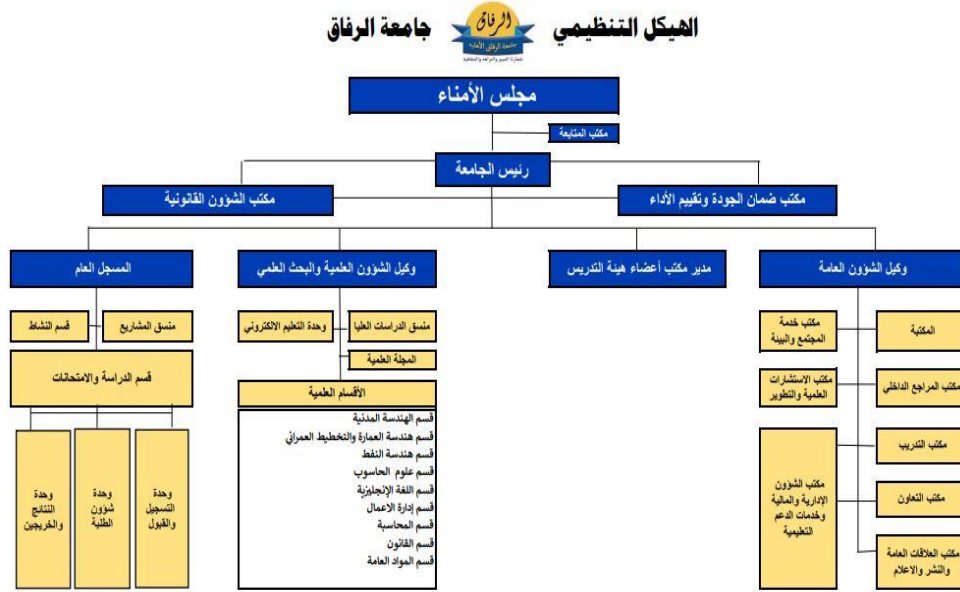 الهيكل التنظيمي
جامعة الرفاق
الرفاق
جامعة الرفاق الأهلية
مجلس الأمناء
مكتب المتابعة
رئيس الجامعة
مكتب ضمان الجودة وتقييم الأداء
مكتب الشؤون القانونية
وكيل الشؤون العامة
مدير مكتب أعضاء هيئة التدريس
وكيل الشؤون العلمية والبحث العلمي
المسجل العام
المكتبة
مكتب خدمة
المجتمع والبيئة
مكتب المراجع الداخلي
مكتب الاستشارات
العلمية والتطوير
مكتب التدريب
مكتب التعاون
مكتب العلاقات العامة
والنشر والاعلام
مكتب الشؤون
الإدارية والمالية
وخدمات الدعم
التعليمية
منسق الدراسات العليا
وحدة التعليم الالكتروني
المجلة العلمية
الأقسام العلمية
قسم الهندسة المدنية
قسم هندسة العمارة والتخطيط العمراني
قسم هندسة النفط
قسم علوم الحاسوب
قسم اللغة الإنجليزية
قسم إدارة الاعمال
قسم المحاسبة
قسم القانون
قسم المواد العامة
منسق المشاريع
قسم النشاط
قسم الدراسة والامتحانات
وحدة
التسجيل
والقبول
وحدة
شؤون
الطلبة
وحدة
النتائج
والخريجين